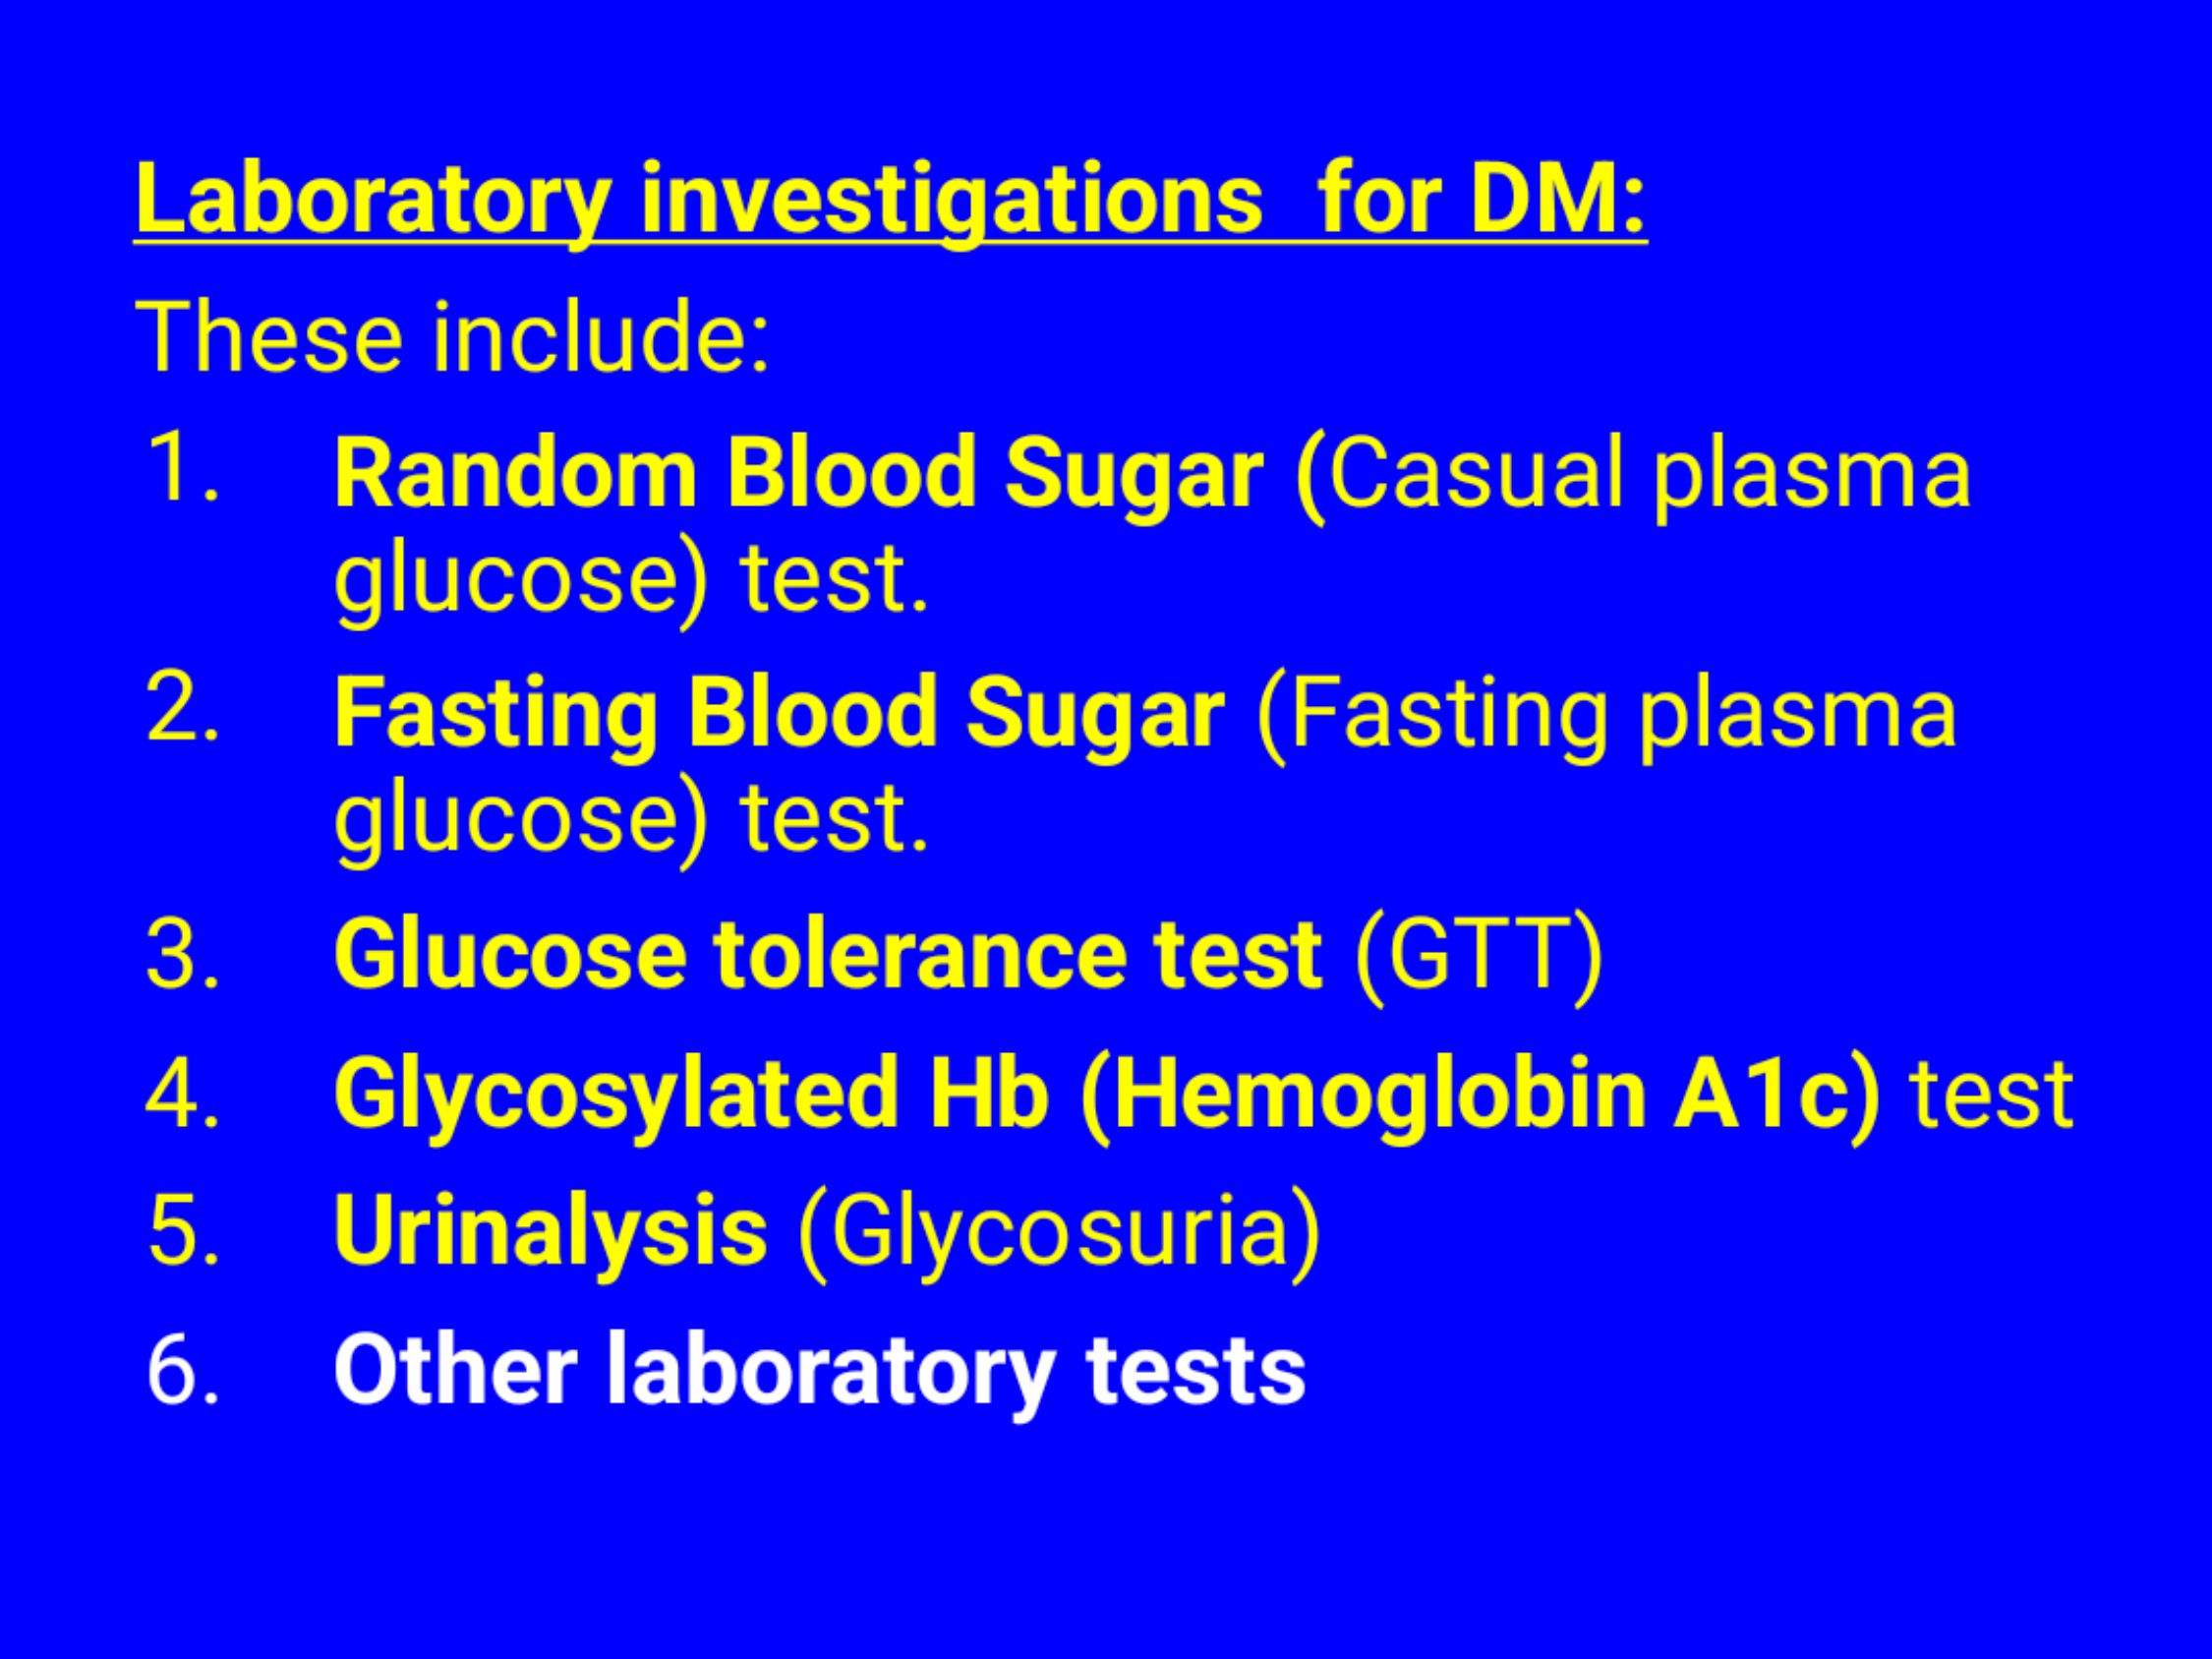 Laboratory investigations  for DM:
These include:
1. Random Blood Sugar (Casual plasma
glucose) test.
2. Fasting Blood Sugar (Fasting plasma
glucose) test.
3. Glucose tolerance test (GTT)
4. Glycosylated Hb (Hemoglobin A1c) test
5. Urinalysis (Glycosuria)
6. Other laboratory tests